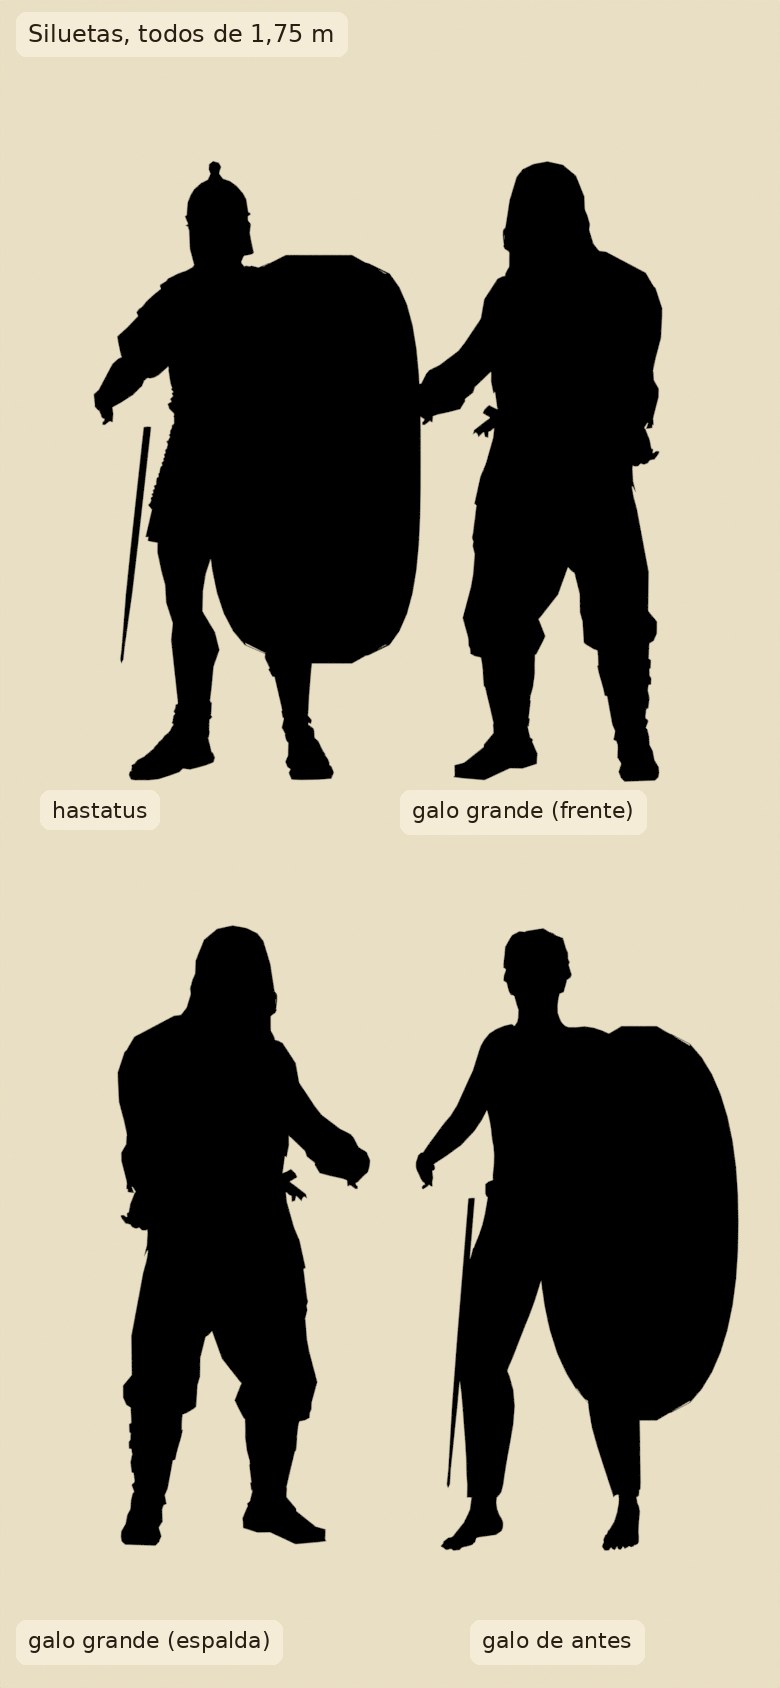 Siluetas, todos de 1,75 m
hastatus
galo grande (frente)
galo grande (espalda)
galo de antes